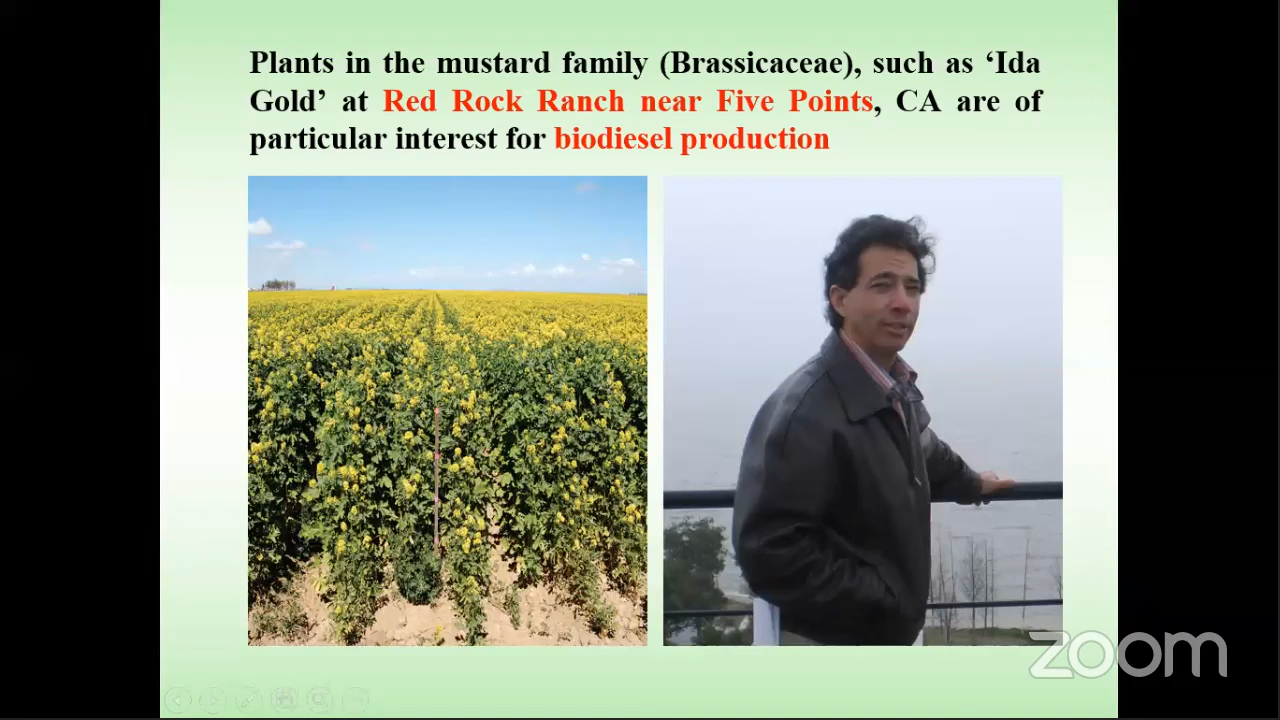 Plants in the mustard family (Brassicaceae), such as ‘Ida
Gold’ at Red Rock Ranch near Five Points, CA are of
particular interest for biodiesel production
zoom